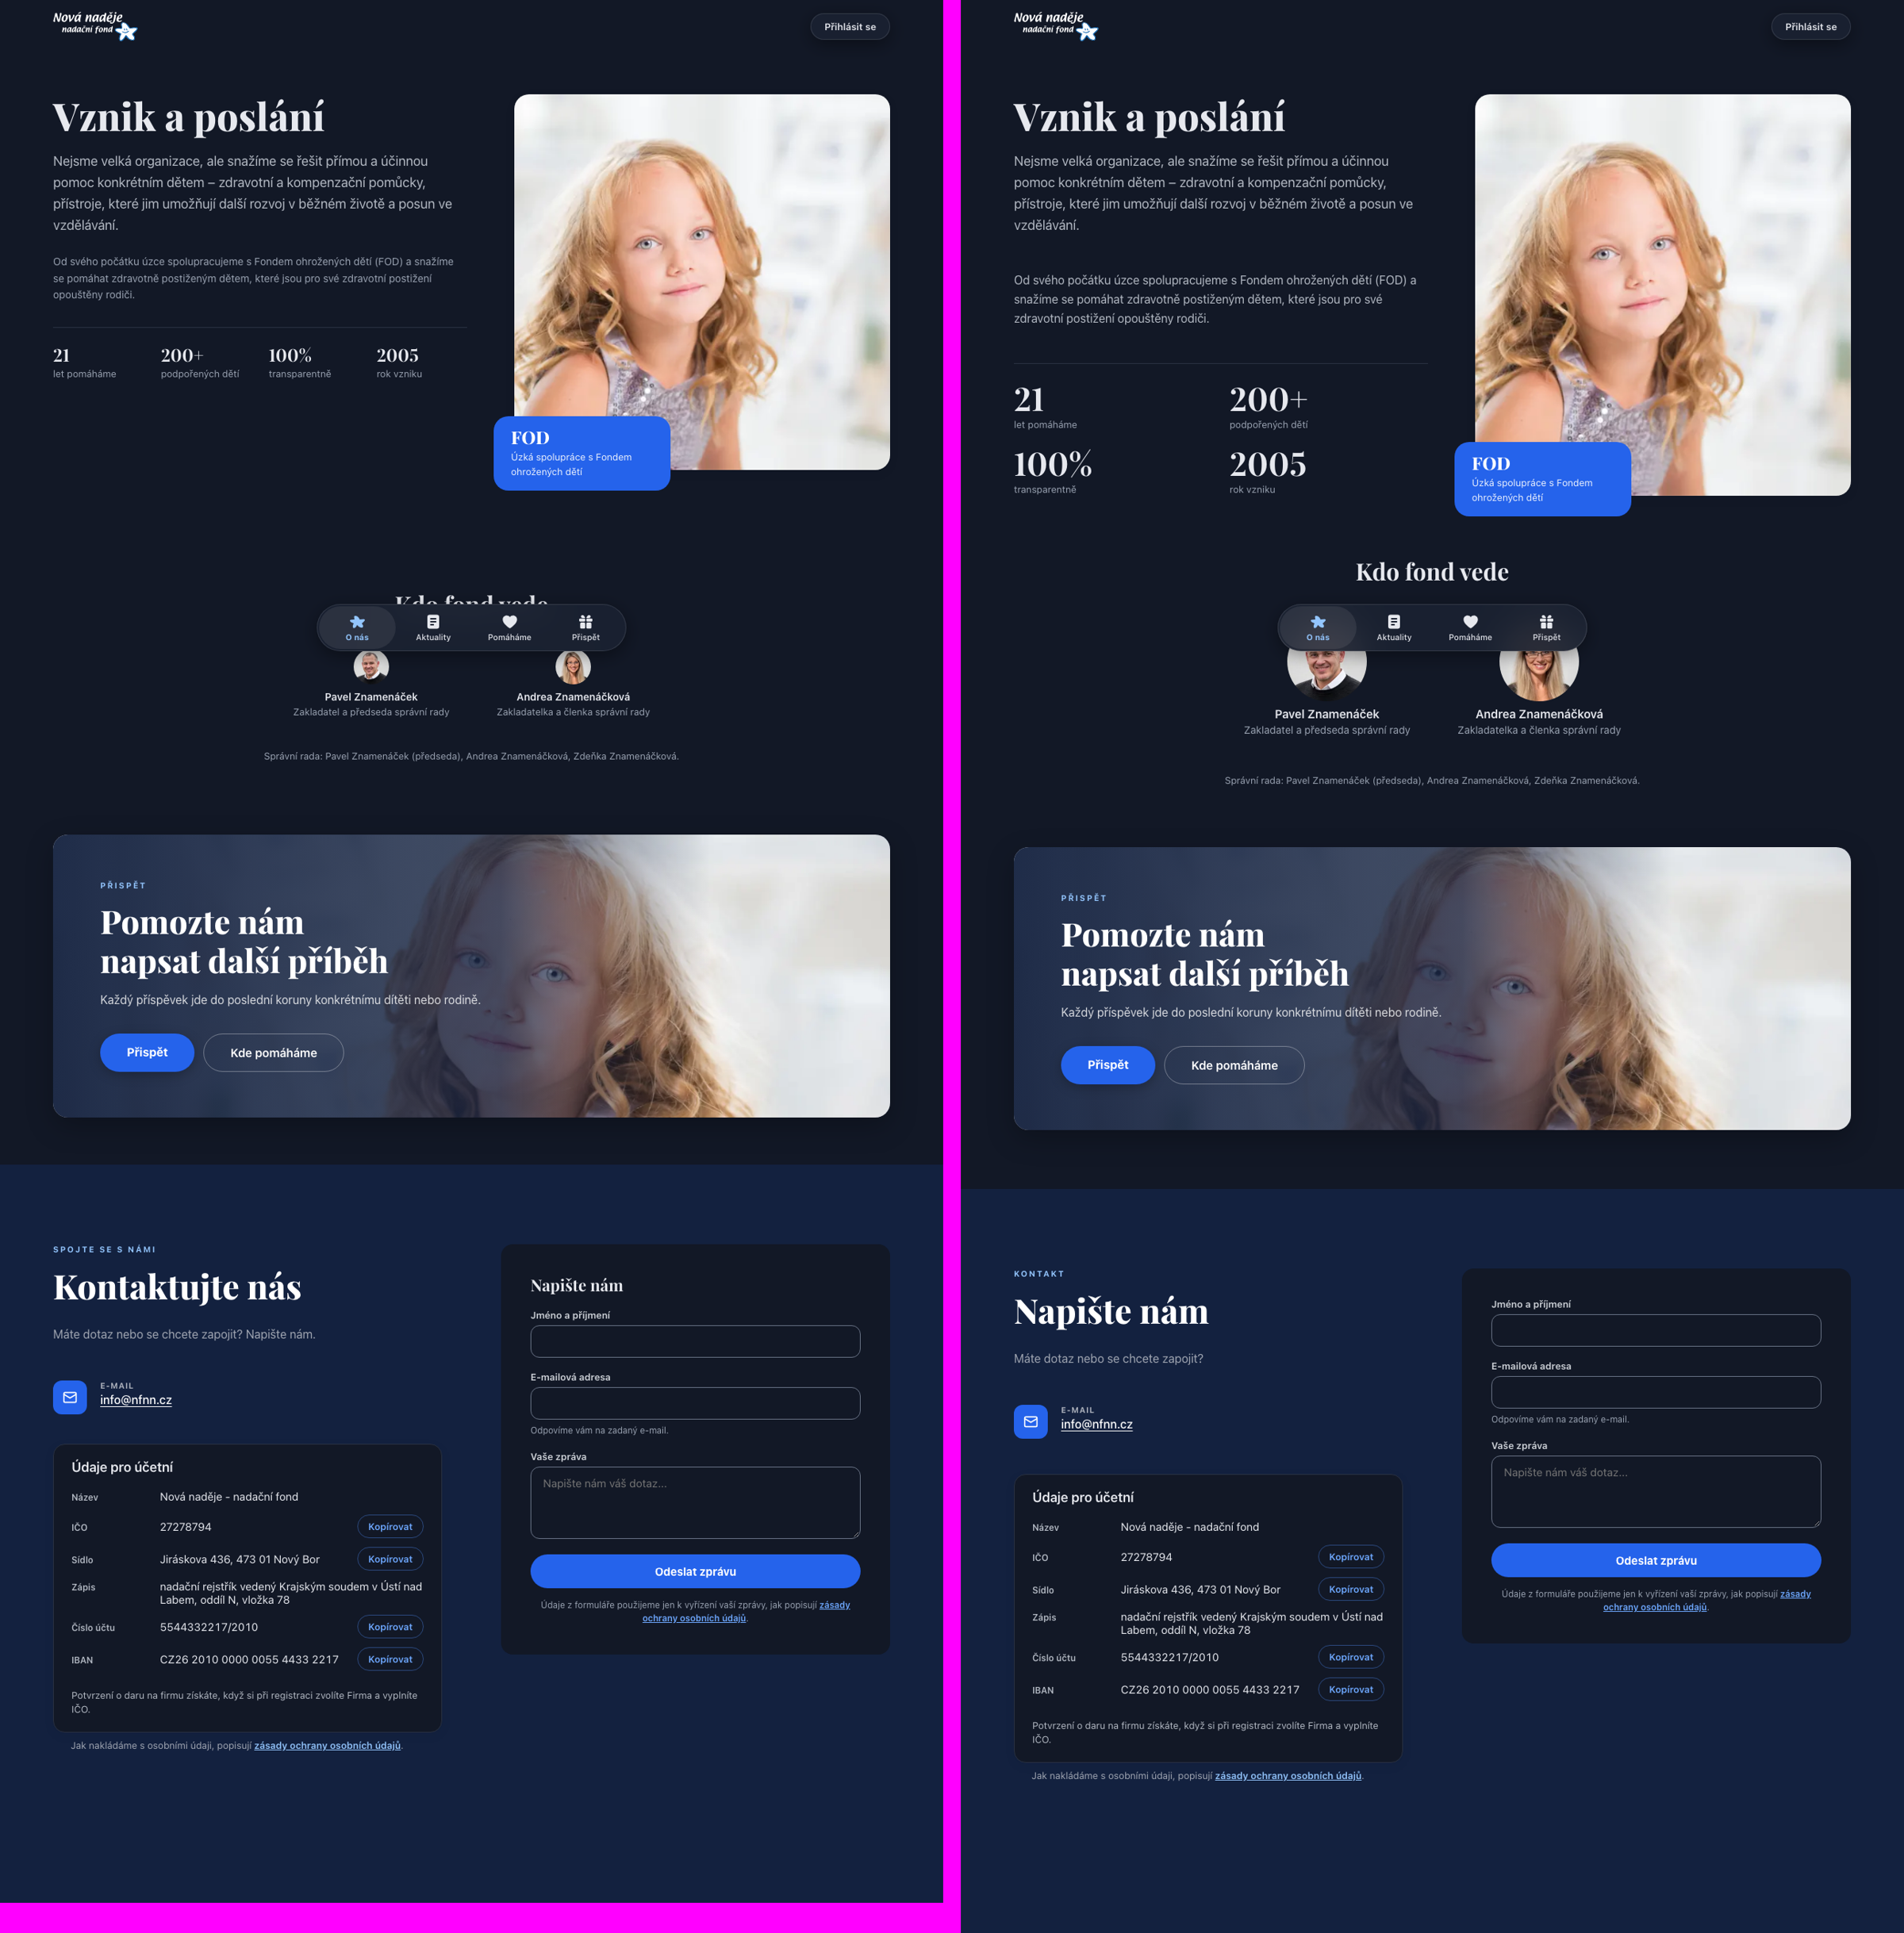 Nová naděje
nadační fond
Přihlásit se
Vznik a poslání
Nejsme velká organizace, ale snažíme se řešit přímou a účinnou
pomoc konkrétním dětem – zdravotní a kompenzační pomůcky,
přístroje, které jim umožňují další rozvoj v běžném životě a posun ve
vzdělávání.
Od svého počátku úzce spolupracujeme s Fondem ohrožených dětí (FOD) a snažíme
se pomáhat zdravotně postiženým dětem, které jsou pro své zdravotní postižení
opouštěny rodiči.
21
let pomáháme
200+
podpořených dětí
100%
transparentně
2005
rok vzniku
FOD
Úzká spolupráce s Fondem
ohrožených dětí
Kdo fond vede
O nás
Aktuality
Pomáháme
Přispět
Pavel Znamenáček
Zakladatel a předseda správní rady
Andrea Znamenáčková
Zakladatelka a členka správní rady
Správní rada: Pavel Znamenáček (předseda), Andrea Znamenáčková, Zdeňka Znamenáčková.
PŘISPĚT
Pomozte nám
napsat další příběh
Každý příspěvek jde do poslední koruny konkrétnímu dítěti nebo rodině.
Přispět
Kde pomáháme
SPOJTE SE S NÁMI
Kontaktujte nás
Máte dotaz nebo se chcete zapojit? Napište nám.
E-MAIL
info@nfnn.cz
Údaje pro účetní
Název
Nová naděje - nadační fond
IČO
27278794
Kopírovat
Sídlo
Jiráskova 436, 473 01 Nový Bor
Kopírovat
Zápis
nadační rejstřík vedený Krajským soudem v Ústí nad
Labem, oddíl N, vložka 78
Číslo účtu
5544332217/2010
Kopírovat
IBAN
CZ26 2010 0000 0055 4433 2217
Kopírovat
Potvrzení o daru na firmu získáte, když si při registraci zvolíte Firma a vyplníte
IČO.
Jak nakládáme s osobními údaji, popisují zásady ochrany osobních údajů.
Napište nám
Jméno a příjmení
E-mailová adresa
Odpovíme vám na zadaný e-mail.
Vaše zpráva
Napište nám váš dotaz...
Odeslat zprávu
Údaje z formuláře použijeme jen k vyřízení vaší zprávy, jak popisují zásady
ochrany osobních údajů.
Nová naděje
nadační fond
Přihlásit se
Vznik a poslání
Nejsme velká organizace, ale snažíme se řešit přímou a účinnou
pomoc konkrétním dětem – zdravotní a kompenzační pomůcky,
přístroje, které jim umožňují další rozvoj v běžném životě a posun ve
vzdělávání.
Od svého počátku úzce spolupracujeme s Fondem ohrožených dětí (FOD) a
snažíme se pomáhat zdravotně postiženým dětem, které jsou pro své
zdravotní postižení opouštěny rodiči.
21
let pomáháme
200+
podpořených dětí
100%
transparentně
2005
rok vzniku
FOD
Úzká spolupráce s Fondem
ohrožených dětí
Kdo fond vede
O nás
Aktuality
Pomáháme
Přispět
Pavel Znamenáček
Zakladatel a předseda správní rady
Andrea Znamenáčková
Zakladatelka a členka správní rady
Správní rada: Pavel Znamenáček (předseda), Andrea Znamenáčková, Zdeňka Znamenáčková.
PŘISPĚT
Pomozte nám
napsat další příběh
Každý příspěvek jde do poslední koruny konkrétnímu dítěti nebo rodině.
Přispět
Kde pomáháme
KONTAKT
Napište nám
Máte dotaz nebo se chcete zapojit?
E-MAIL
info@nfnn.cz
Údaje pro účetní
Název
Nová naděje - nadační fond
IČO
27278794
Kopírovat
Sídlo
Jiráskova 436, 473 01 Nový Bor
Kopírovat
Zápis
nadační rejstřík vedený Krajským soudem v Ústí nad
Labem, oddíl N, vložka 78
Číslo účtu
5544332217/2010
Kopírovat
IBAN
CZ26 2010 0000 0055 4433 2217
Kopírovat
Potvrzení o daru na firmu získáte, když si při registraci zvolíte Firma a vyplníte
IČO.
Jak nakládáme s osobními údaji, popisují zásady ochrany osobních údajů.
Jméno a příjmení
E-mailová adresa
Odpovíme vám na zadaný e-mail.
Vaše zpráva
Napište nám váš dotaz...
Odeslat zprávu
Údaje z formuláře použijeme jen k vyřízení vaší zprávy, jak popisují zásady
ochrany osobních údajů.